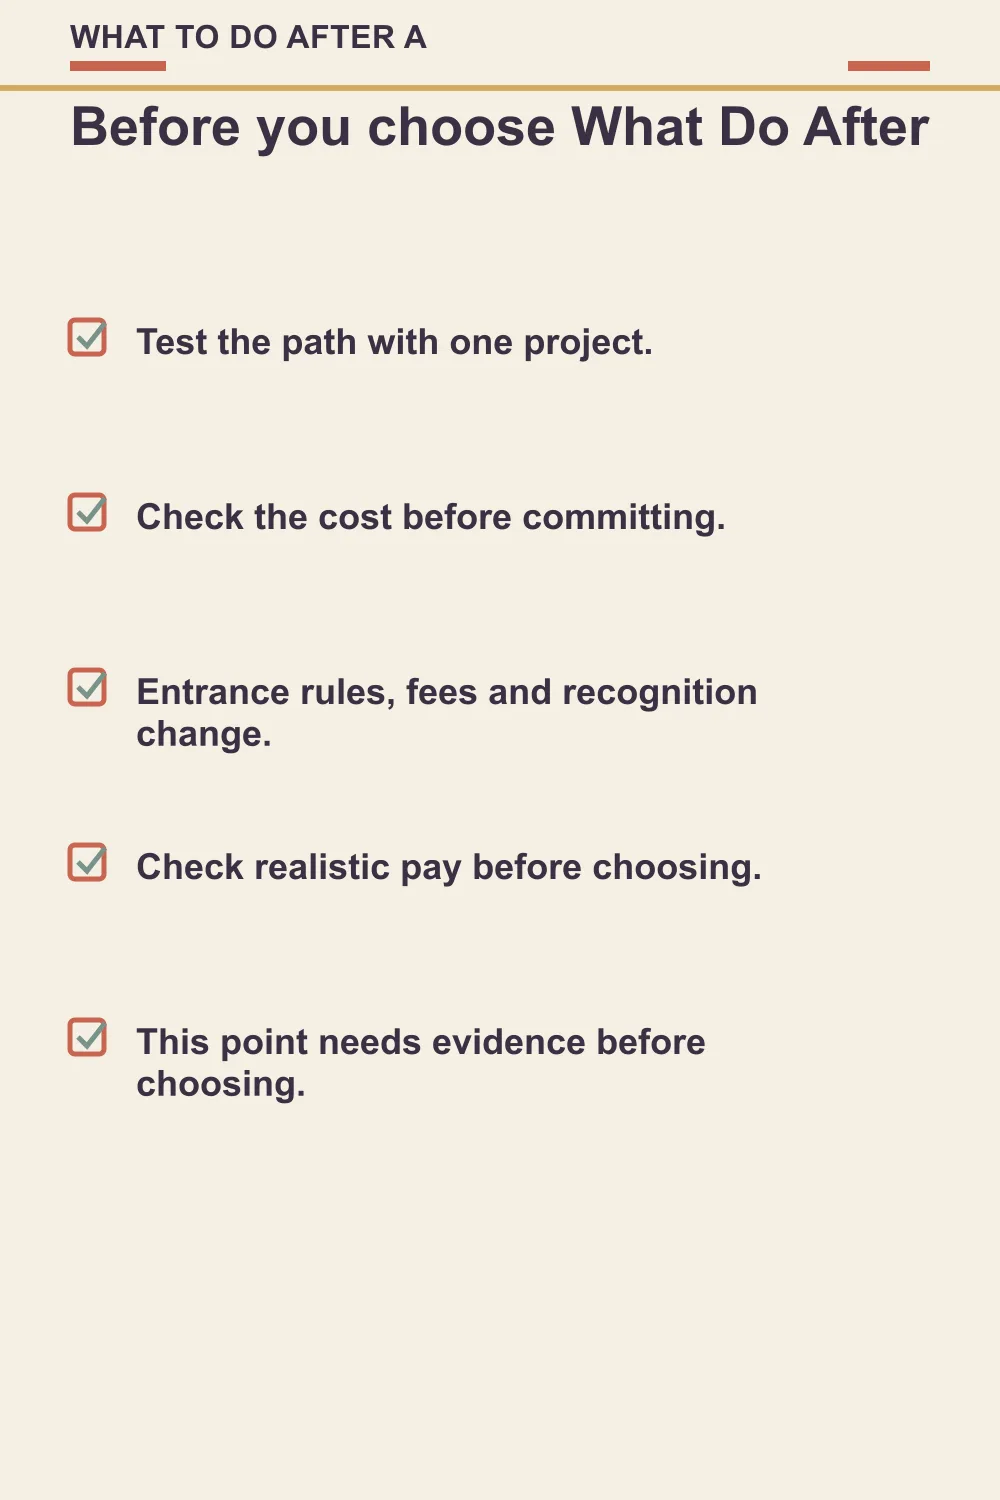 WHAT TO DO AFTER A
Before you choose What Do After
Test the path with one project.
Check the cost before committing.
Entrance rules, fees and recognition
change.
Check realistic pay before choosing.
This point needs evidence before
choosing.